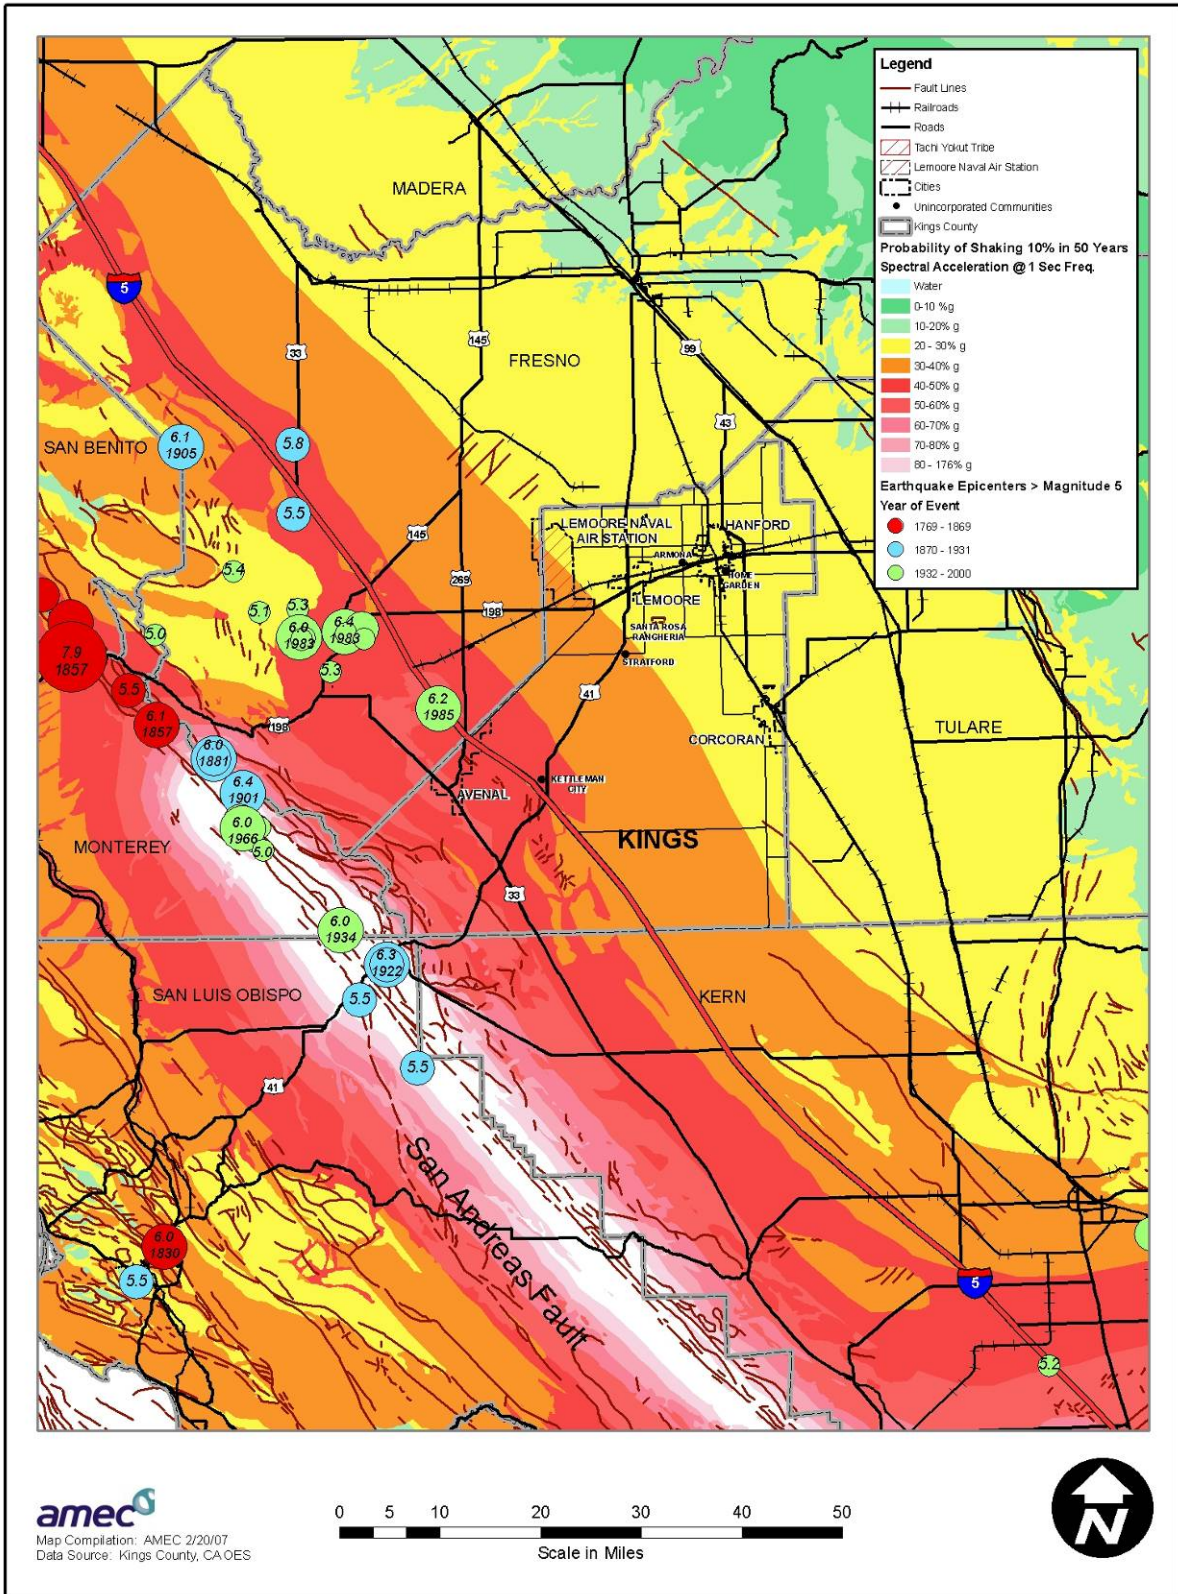 Legend
Fault Lines
Railroads
Roads
Tachi Yokut Tribe
Lemoore Naval Air Station
Cities
Unincorporated Communities
Kings County
Probability of Shaking 10% in 50 Years
Spectral Acceleration @ 1 Sec Freq.
Water
0-10 %g
10-20% g
20 - 30% g
30-40% g
40-50% g
50-60% g
60-70% g
70-80% g
80 - 176% g
Earthquake Epicenters > Magnitude 5
Year of Event
1769 - 1869
1870 - 1931
1932 - 2000
MADERA
5
33
145
FRESNO
99
43
SAN BENITO
6.1
1905
5.8
5.5
145
LEMOORE NAVAL
AIR STATION
HANFORD
ARMONA
HOME
GARDEN
5.4
269
198
LEMOORE
5.1
5.3
6.0
1983
6.4
1983
5.0
SANTA ROSA
RANCHERIA
STRATFORD
7.9
1857
5.3
5.5
41
6.2
1985
6.1
1857
198
CORCORAN
TULARE
6.0
1881
KETTLEMAN
CITY
6.4
1901
AVENAL
6.0
1966
5.0
MONTEREY
KINGS
33
6.0
1934
6.3
1922
SAN LUIS OBISPO
5.5
KERN
5.5
41
San Andreas Fault
6.0
1830
5.5
5
5.2
amec
Map Compilation: AMEC 2/20/07
Data Source: Kings County, CA OES
0 5 10 20 30 40 50
Scale in Miles
N